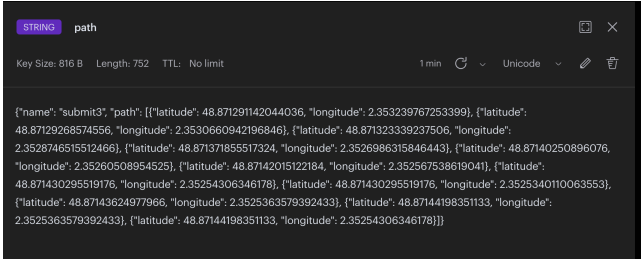 STRING path
Key Size: 816 B Length: 752 TTL: No limit 1 min Unicode
{"name": "submit3", "path": [{"latitude": 48.871291142044036, "longitude": 2.353239767253399}, {"latitude":
48.87129268574556, "longitude": 2.3530660942196846}, {"latitude": 48.871323339237506, "longitude":
2.3528746515512466}, {"latitude": 48.871371855517324, "longitude": 2.3526986315846443}, {"latitude": 48.87140250896076,
"longitude": 2.35260508954525}, {"latitude": 48.87142015122184, "longitude": 2.352567538619041}, {"latitude":
48.871430295519176, "longitude": 2.35254306346178}, {"latitude": 48.871430295519176, "longitude": 2.3525340110063553},
{"latitude": 48.87143624977966, "longitude": 2.3525363579392433}, {"latitude": 48.87144198351133, "longitude":
2.3525363579392433}, {"latitude": 48.87144198351133, "longitude": 2.35254306346178}]}